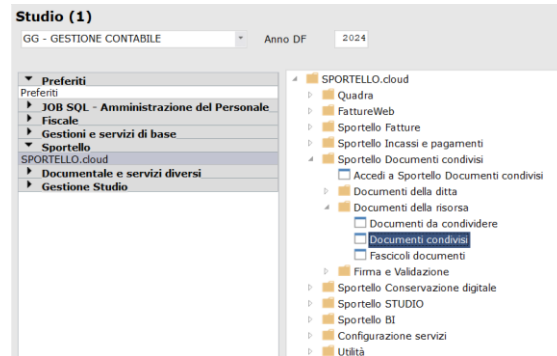 Studio (1)
GG - GESTIONE CONTABILE
Anno DF
2024
Preferiti
Preferiti
JOB SQL - Amministrazione del Personale
Fiscale
Gestioni e servizi di base
Sportello
SPORTELLO.cloud
Documentale e servizi diversi
Gestione Studio
SPORTELLO.cloud
Quadra
FattureWeb
Sportello Fatture
Sportello Incassi e pagamenti
Sportello Documenti condivisi
Accedi a Sportello Documenti condivisi
Documenti della ditta
Documenti della risorsa
Documenti da condividere
Documenti condivisi
Fascicoli documenti
Firma e Validazione
Sportello Conservazione digitale
Sportello STUDIO
Sportello BI
Configurazione servizi
Utilità